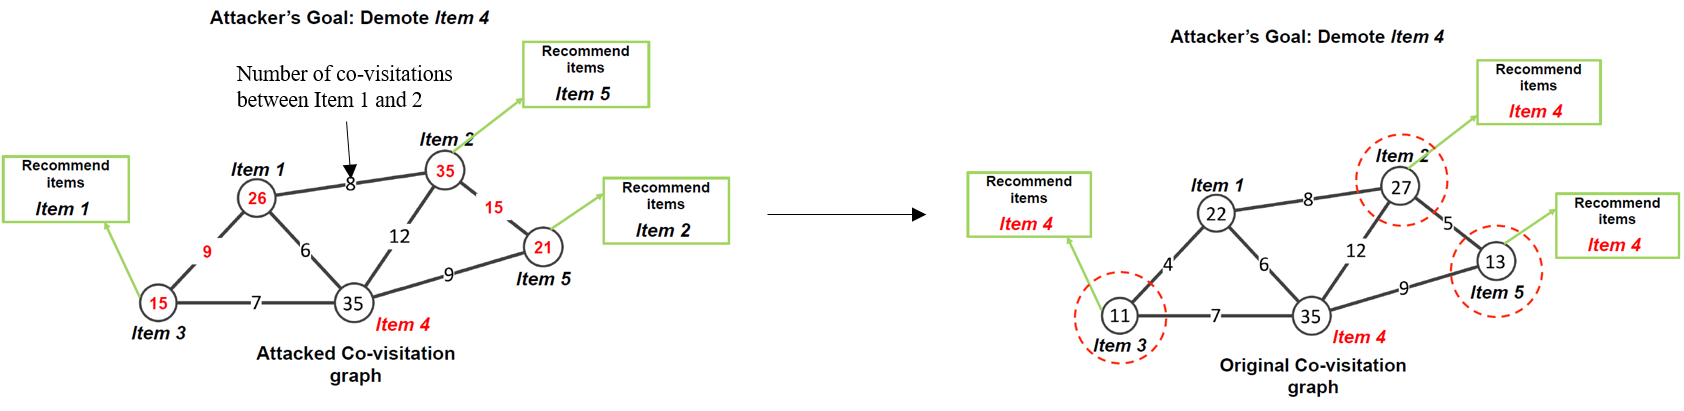 Attacker's Goal: Demote Item 4
Number of co-visitations
between Item 1 and 2
Recommend
items
Item 5
Item 2
35
Recommend
items
Item 1
Item 1
26
8
15
Recommend
items
Item 2
12
9
6
21
Item 5
9
15
7
35
Item 3
Item 4
Attacked Co-visitation
graph
Attacker's Goal: Demote Item 4
Recommend
items
Item 4
Item 2
27
Recommend
items
Item 4
Item 1
22
8
5
Recommend
items
Item 4
12
4
6
13
Item 5
9
11
7
35
Item 3
Item 4
Original Co-visitation
graph